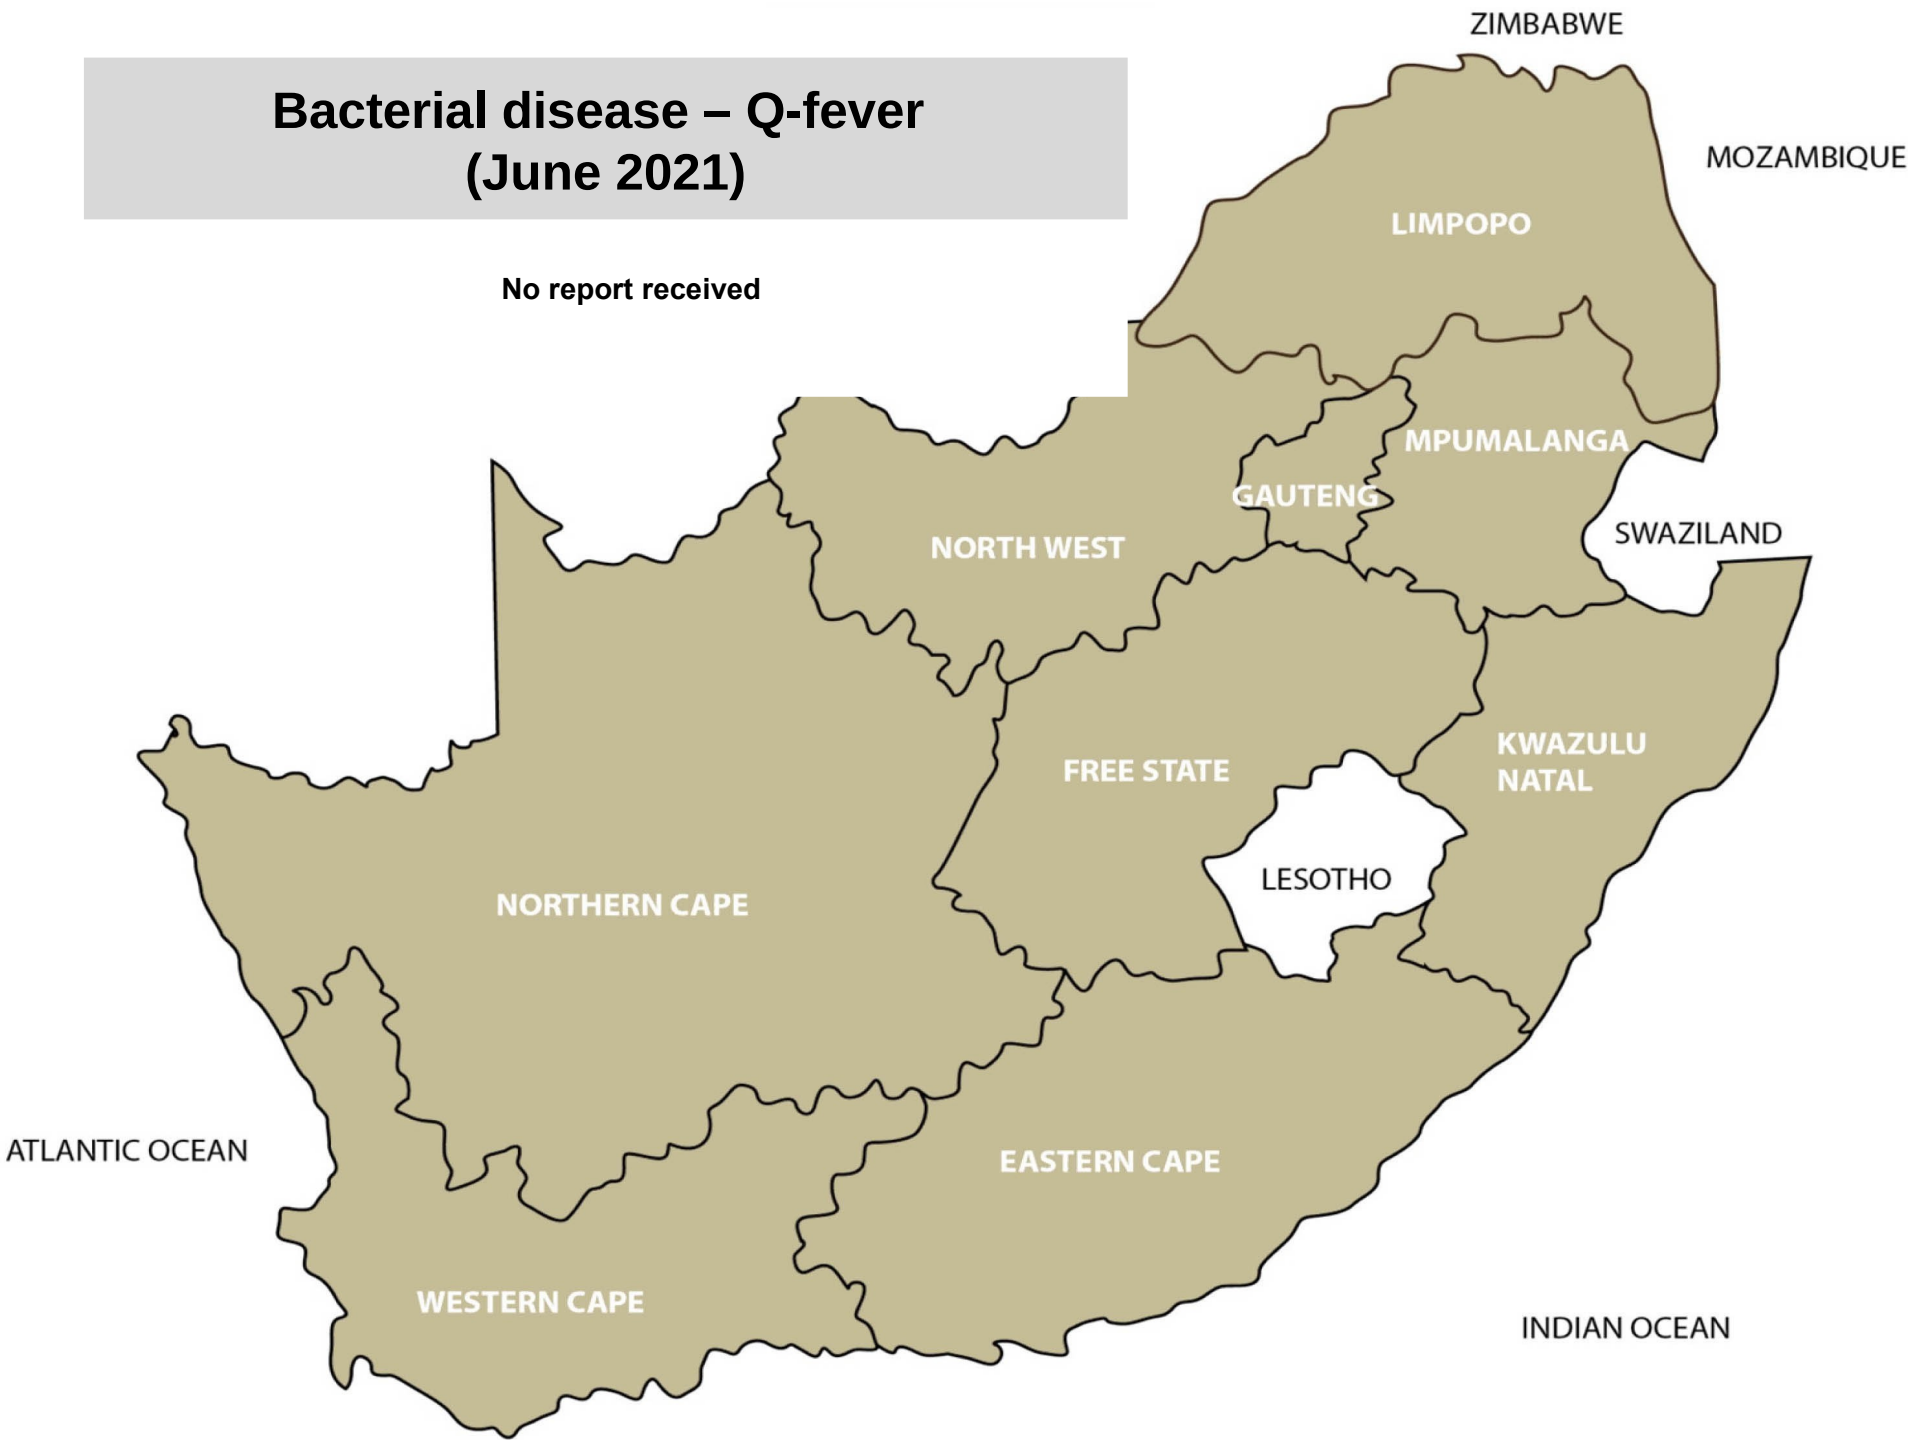 ZIMBABWE
Bacterial disease – Q-fever
(June 2021)
MOZAMBIQUE
LIMPOPO
No report received
MPUMALANGA
GAUTENG
SWAZILAND
NORTH WEST
KWAZULU
NATAL
FREE STATE
LESOTHO
NORTHERN CAPE
ATLANTIC OCEAN
EASTERN CAPE
WESTERN CAPE
INDIAN OCEAN